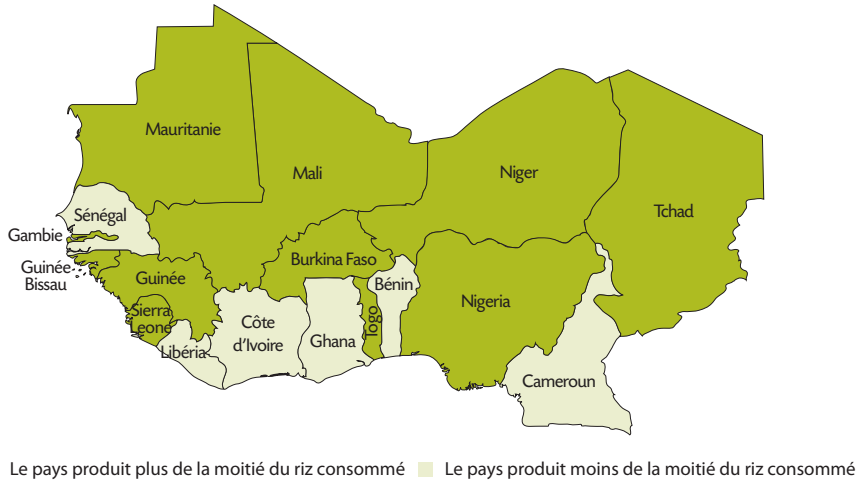 Mauritanie
Mali
Niger
Tchad
Sénégal
Gambie
Guinée
Bissau
Guinée
Burkina Faso
Bénin
Nigeria
Sierra
Leone
Libéria
Côte
d'Ivoire
Ghana
Togo
Cameroun
Le pays produit plus de la moitié du riz consommé
Le pays produit moins de la moitié du riz consommé